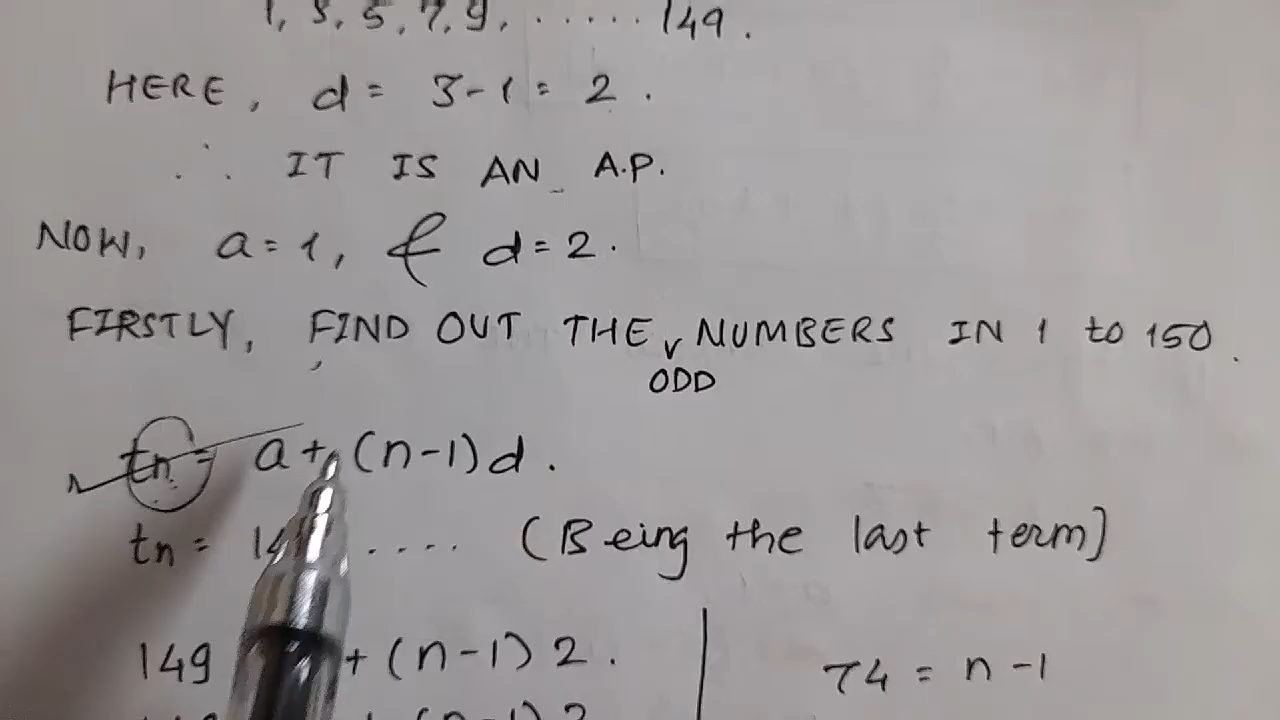 1, 3, 5, 7, 9, ...... 149.
HERE, d = 3-1 = 2.
∴ IT IS AN A.P.
NOW, a=1, & d=2.
FIRSTLY, FIND OUT THE ODD NUMBERS IN 1 to 150.
tn = a+(n-1)d.
tn = .... (Being the last term)
149 + (n-1) 2.
74 = n-1